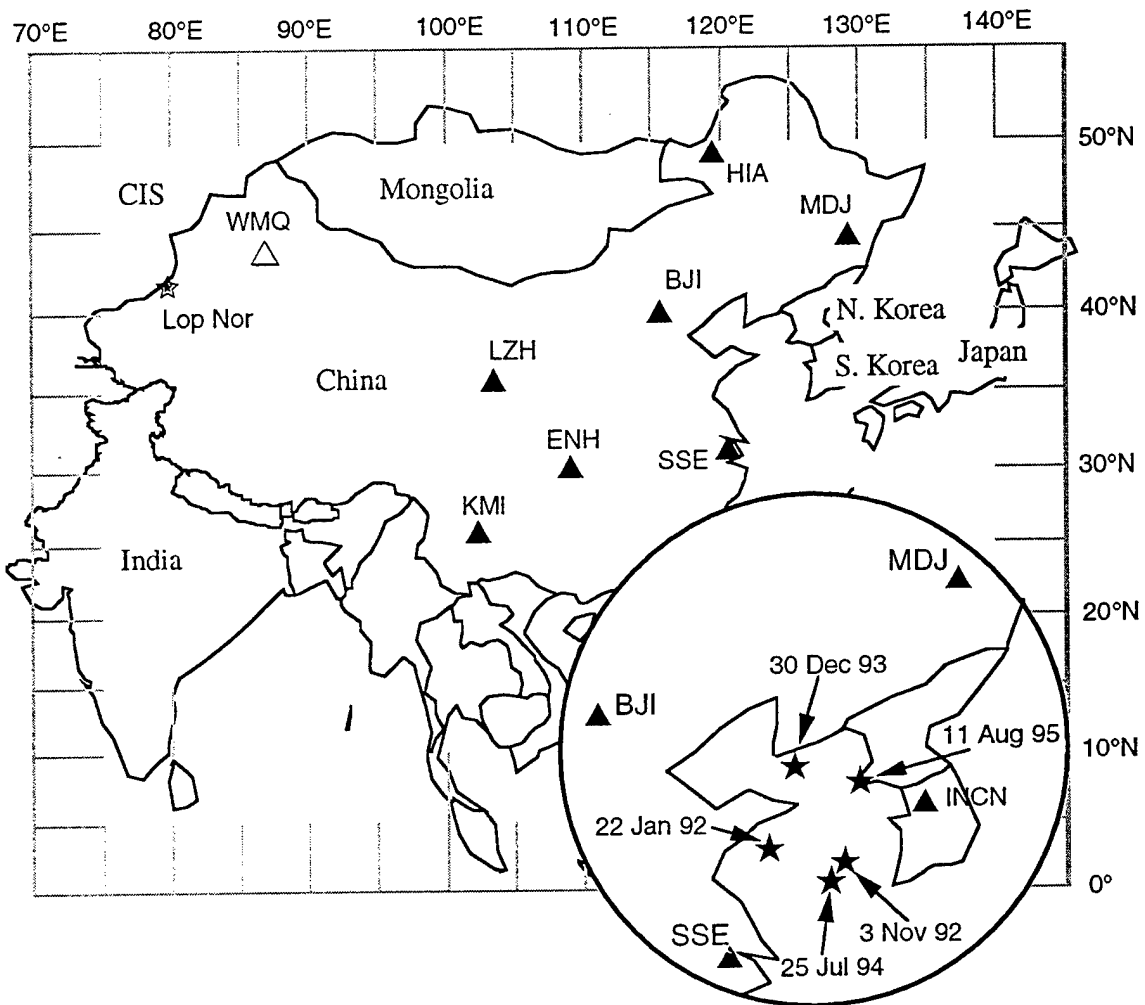 70°E 80°E 90°E 100°E 110°E 120°E 130°E 140°E
50°N
HIA
CIS
Mongolia
WMQ
MDJ
BJI
40°N
Lop Nor
N. Korea
LZH
S. Korea
Japan
China
ENH
SSE
30°N
KMI
India
MDJ
20°N
30 Dec 93
BJI
11 Aug 95
10°N
INCN
22 Jan 92
0°
3 Nov 92
SSE
25 Jul 94